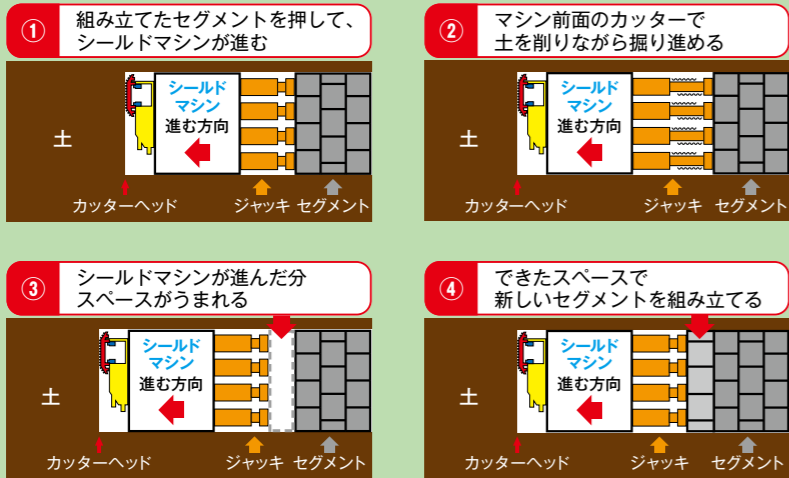 ① 組み立てたセグメントを押して、
シールドマシンが進む
シールド
マシン
進む方向
土
カッターヘッド ジャッキ セグメント
② マシン前面のカッターで
土を削りながら掘り進める
シールド
マシン
進む方向
土
カッターヘッド ジャッキ セグメント
③ シールドマシンが進んだ分
スペースがうまれる
シールド
マシン
進む方向
土
カッターヘッド ジャッキ セグメント
④ できたスペースで
新しいセグメントを組み立てる
シールド
マシン
進む方向
土
カッターヘッド ジャッキ セグメント